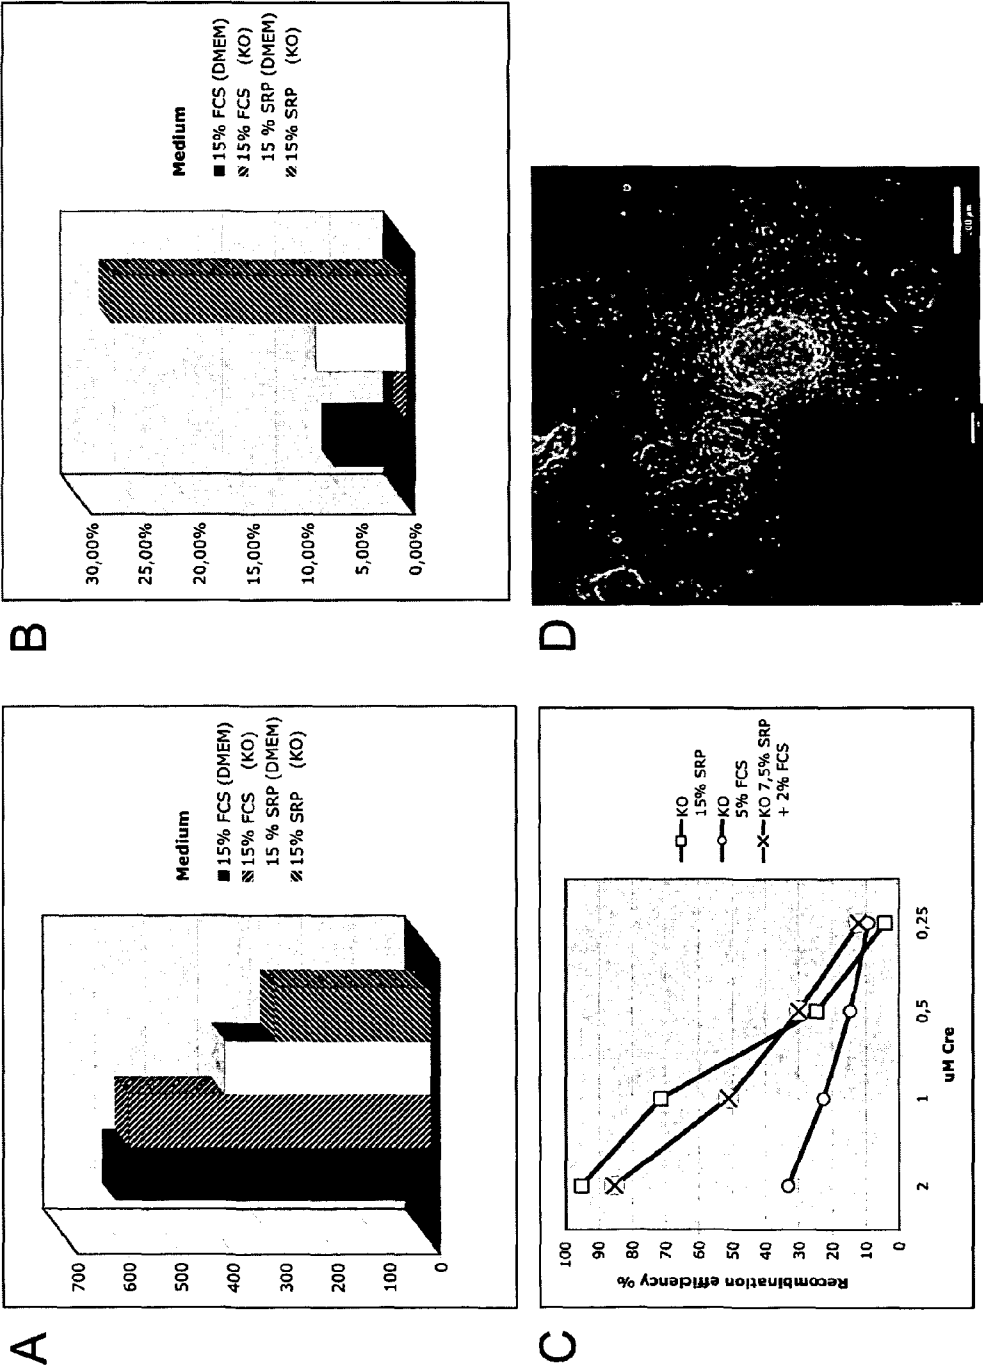 A
700
600
500
400
300
200
100
0
Medium
15% FCS (DMEM)
15% FCS (KO)
15 % SRP (DMEM)
15% SRP (KO)
B
30,00%
25,00%
20,00%
15,00%
10,00%
5,00%
0,00%
Medium
15% FCS (DMEM)
15% FCS (KO)
15 % SRP (DMEM)
15% SRP (KO)
C
Recombination efficiency %
100
90
80
70
60
50
40
30
20
10
0
2
1
0,5
0,25
uM Cre
KO
15% SRP
KO
5% FCS
KO 7,5% SRP
+ 2% FCS
D